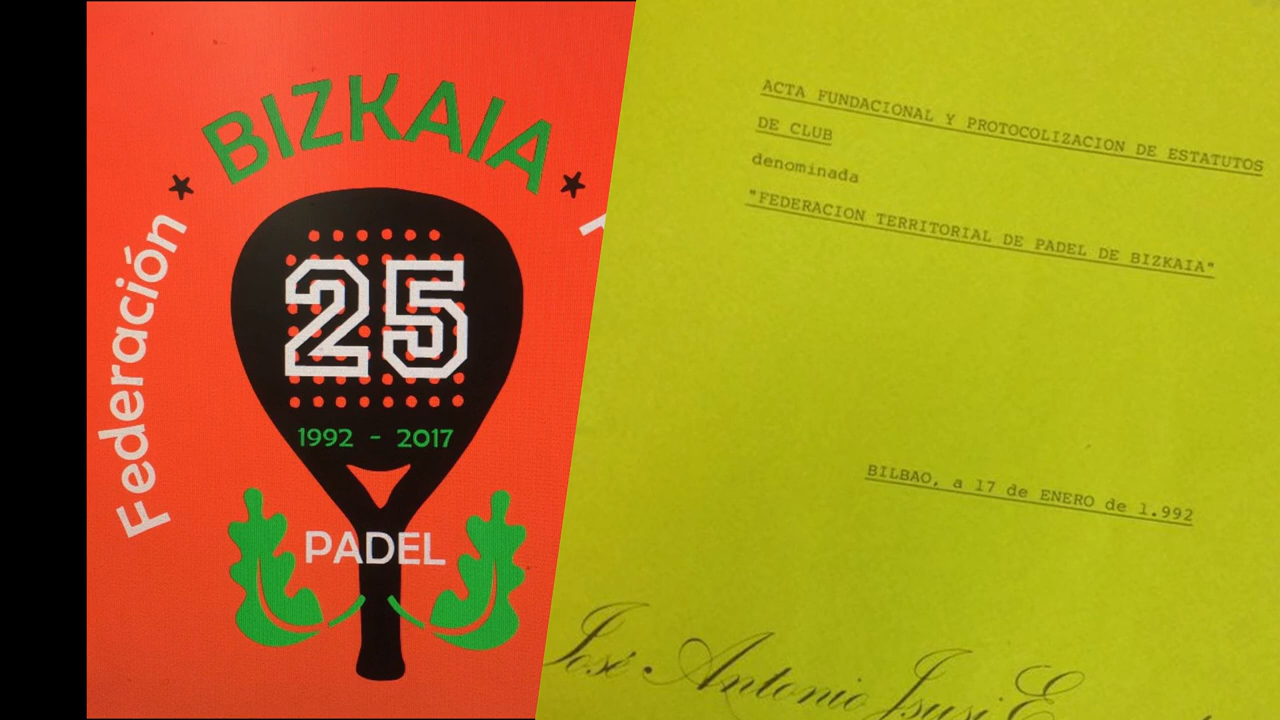 Federación
★ BIZKAIA ★
25
1992 - 2017
PADEL
ACTA FUNDACIONAL Y PROTOCOLIZACION DE ESTATUTOS
DE CLUB
denominada
"FEDERACION TERRITORIAL DE PADEL DE BIZKAIA"
BILBAO, a 17 de ENERO de 1.992
José Antonio Isusi E